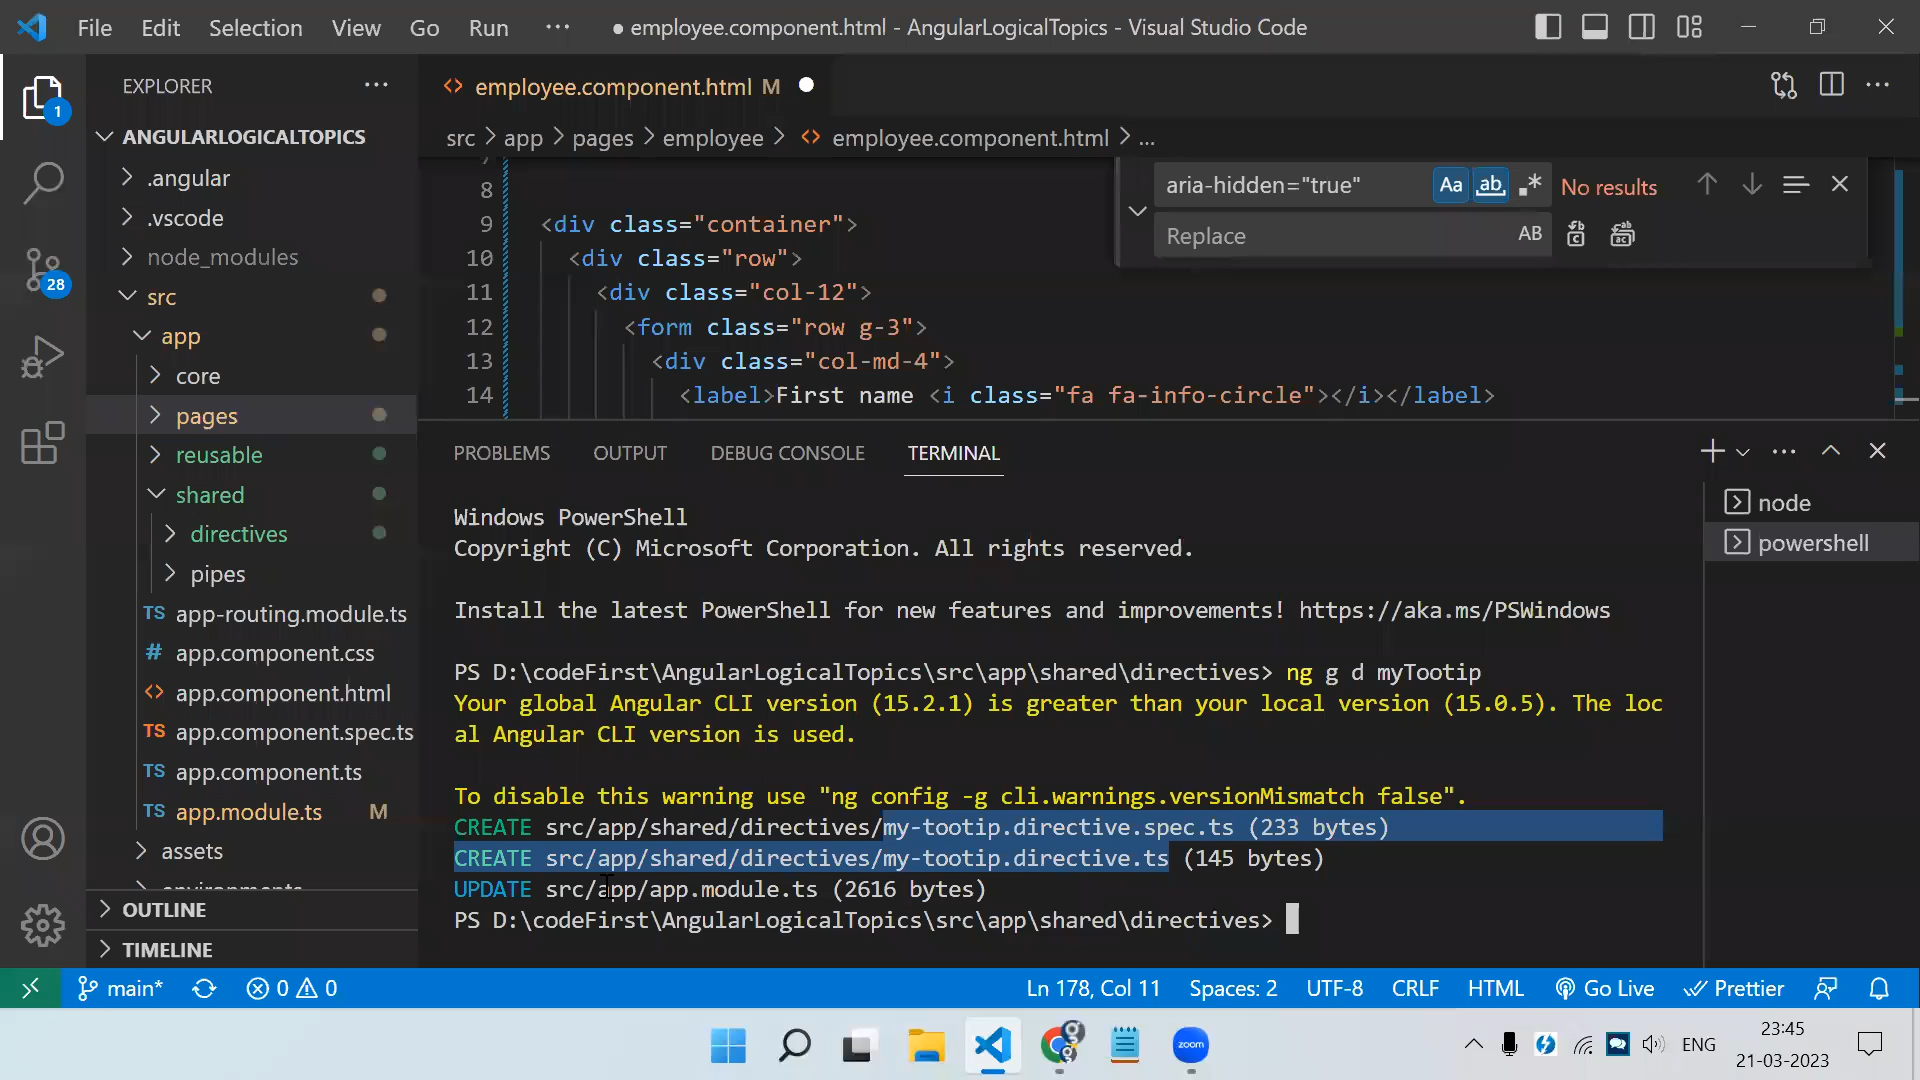 File Edit Selection View Go Run ··· ● employee.component.html - AngularLogicalTopics - Visual Studio Code
EXPLORER ···
1
ANGULARLOGICALTOPICS
.angular
.vscode
node_modules
28
src
app
core
pages
reusable
shared
directives
pipes
TS app-routing.module.ts
# app.component.css
<> app.component.html
TS app.component.spec.ts
TS app.component.ts
TS app.module.ts M
assets
OUTLINE
TIMELINE
<> employee.component.html M ●
src > app > pages > employee > <> employee.component.html > ...
aria-hidden="true" Aa ab .* No results
Replace AB
8
9 <div class="container">
10 <div class="row">
11 <div class="col-12">
12 <form class="row g-3">
13 <div class="col-md-4">
14 <label>First name <i class="fa fa-info-circle"></i></label>
PROBLEMS OUTPUT DEBUG CONSOLE TERMINAL
node
powershell
Windows PowerShell
Copyright (C) Microsoft Corporation. All rights reserved.
Install the latest PowerShell for new features and improvements! https://aka.ms/PSWindows
PS D:\codeFirst\AngularLogicalTopics\src\app\shared\directives> ng g d myTootip
Your global Angular CLI version (15.2.1) is greater than your local version (15.0.5). The loc
al Angular CLI version is used.
To disable this warning use "ng config -g cli.warnings.versionMismatch false".
CREATE src/app/shared/directives/my-tootip.directive.spec.ts (233 bytes)
CREATE src/app/shared/directives/my-tootip.directive.ts (145 bytes)
UPDATE src/app/app.module.ts (2616 bytes)
PS D:\codeFirst\AngularLogicalTopics\src\app\shared\directives>
main* 0 0 Ln 178, Col 11 Spaces: 2 UTF-8 CRLF HTML Go Live Prettier
zoom
ENG
23:45
21-03-2023